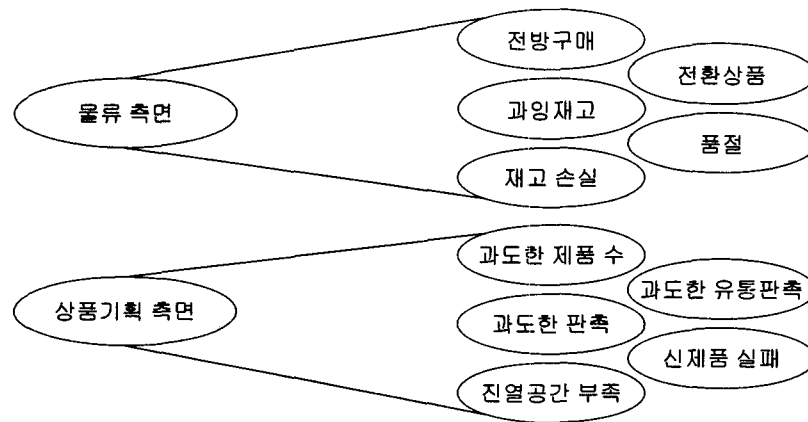 물류 측면
전방구매
전환상품
과잉재고
품절
재고 손실
상품기획 측면
과도한 제품 수
과도한 유통판촉
과도한 판촉
신제품 실패
진열공간 부족